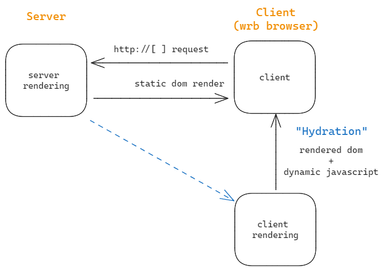 Server
Client
(wrb browser)
http://[ ] request
server
rendering
client
static dom render
"Hydration"
rendered dom
+
dynamic javascript
client
rendering